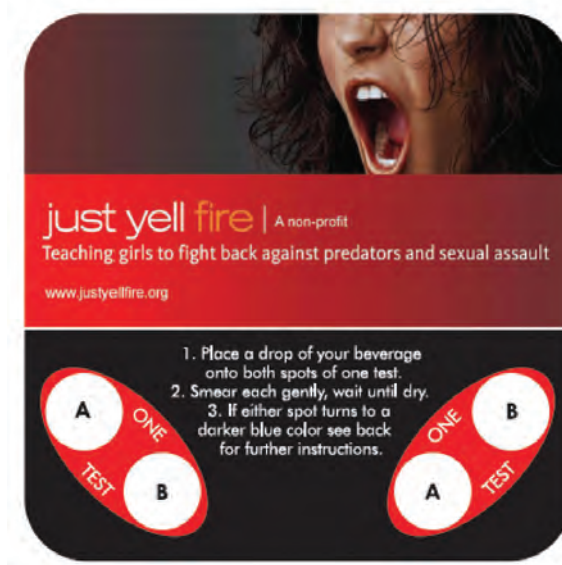 just yell fire | A non-profit
Teaching girls to fight back against predators and sexual assault
www.justyellfire.org
1. Place a drop of your beverage
onto both spots of one test.
2. Smear each gently, wait until dry.
3. If either spot turns to a
darker blue color see back
for further instructions.
A
ONE
TEST
B
B
ONE
A
TEST